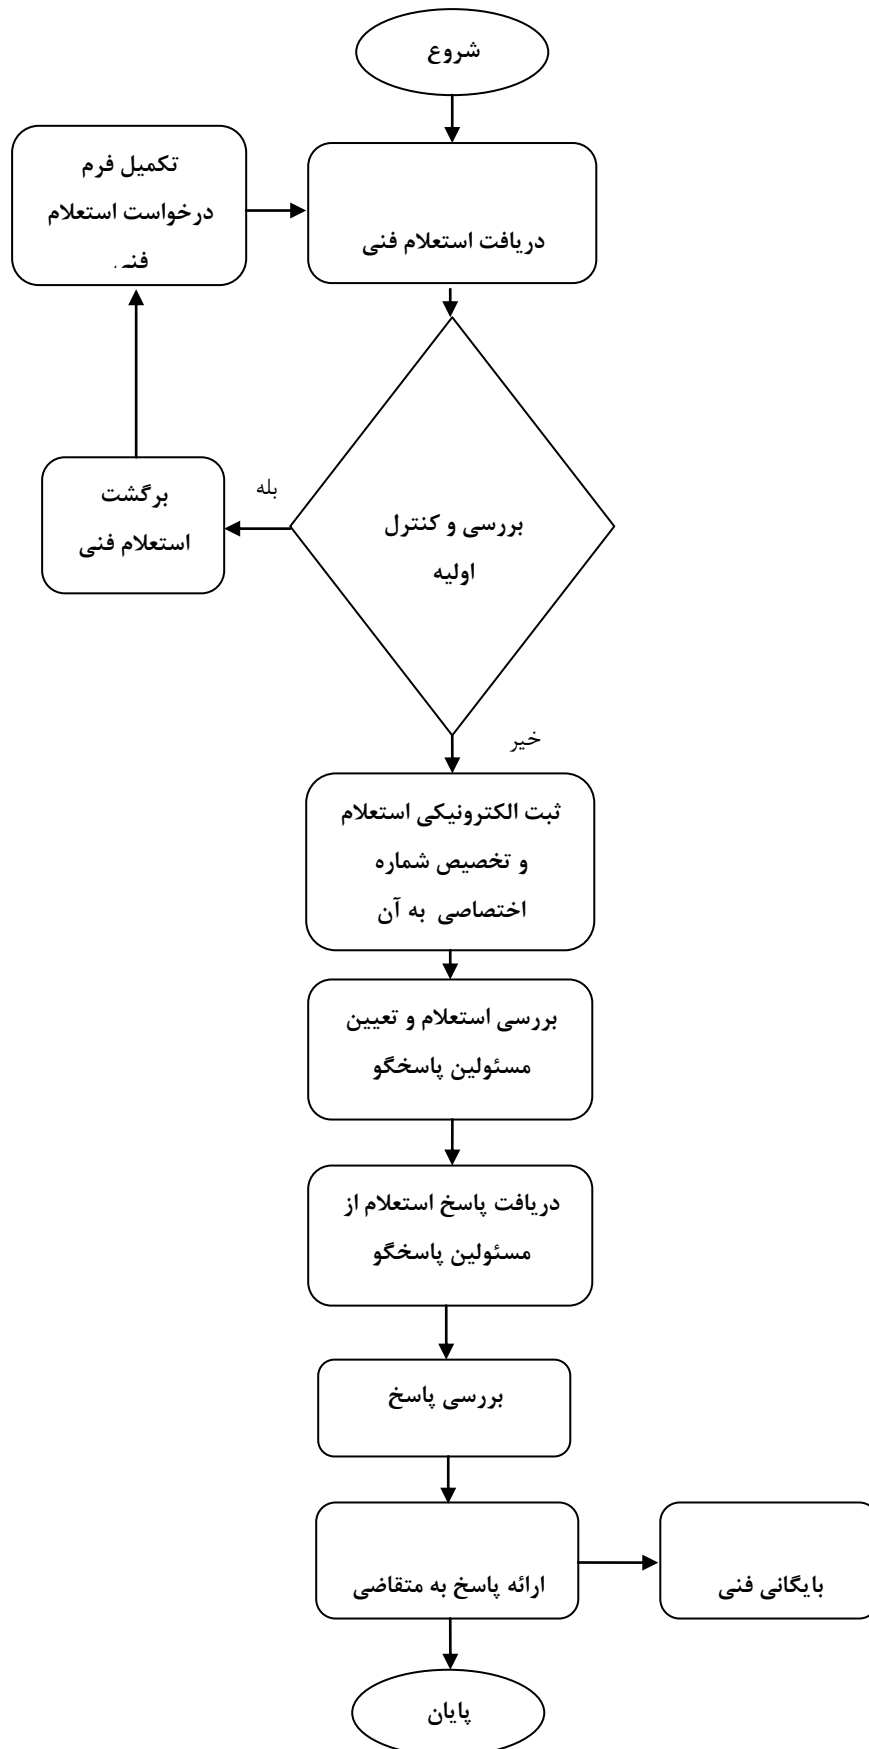 شروع
تکمیل فرم
درخواست استعلام
فنی
دریافت استعلام فنی
برگشت
استعلام فنی
بله
بررسی و کنترل
اولیه
خیر
ثبت الکترونیکی استعلام
و تخصیص شماره
اختصاصی به آن
بررسی استعلام و تعیین
مسئولین پاسخگو
دریافت پاسخ استعلام از
مسئولین پاسخگو
بررسی پاسخ
ارائه پاسخ به متقاضی
بایگانی فنی
پایان